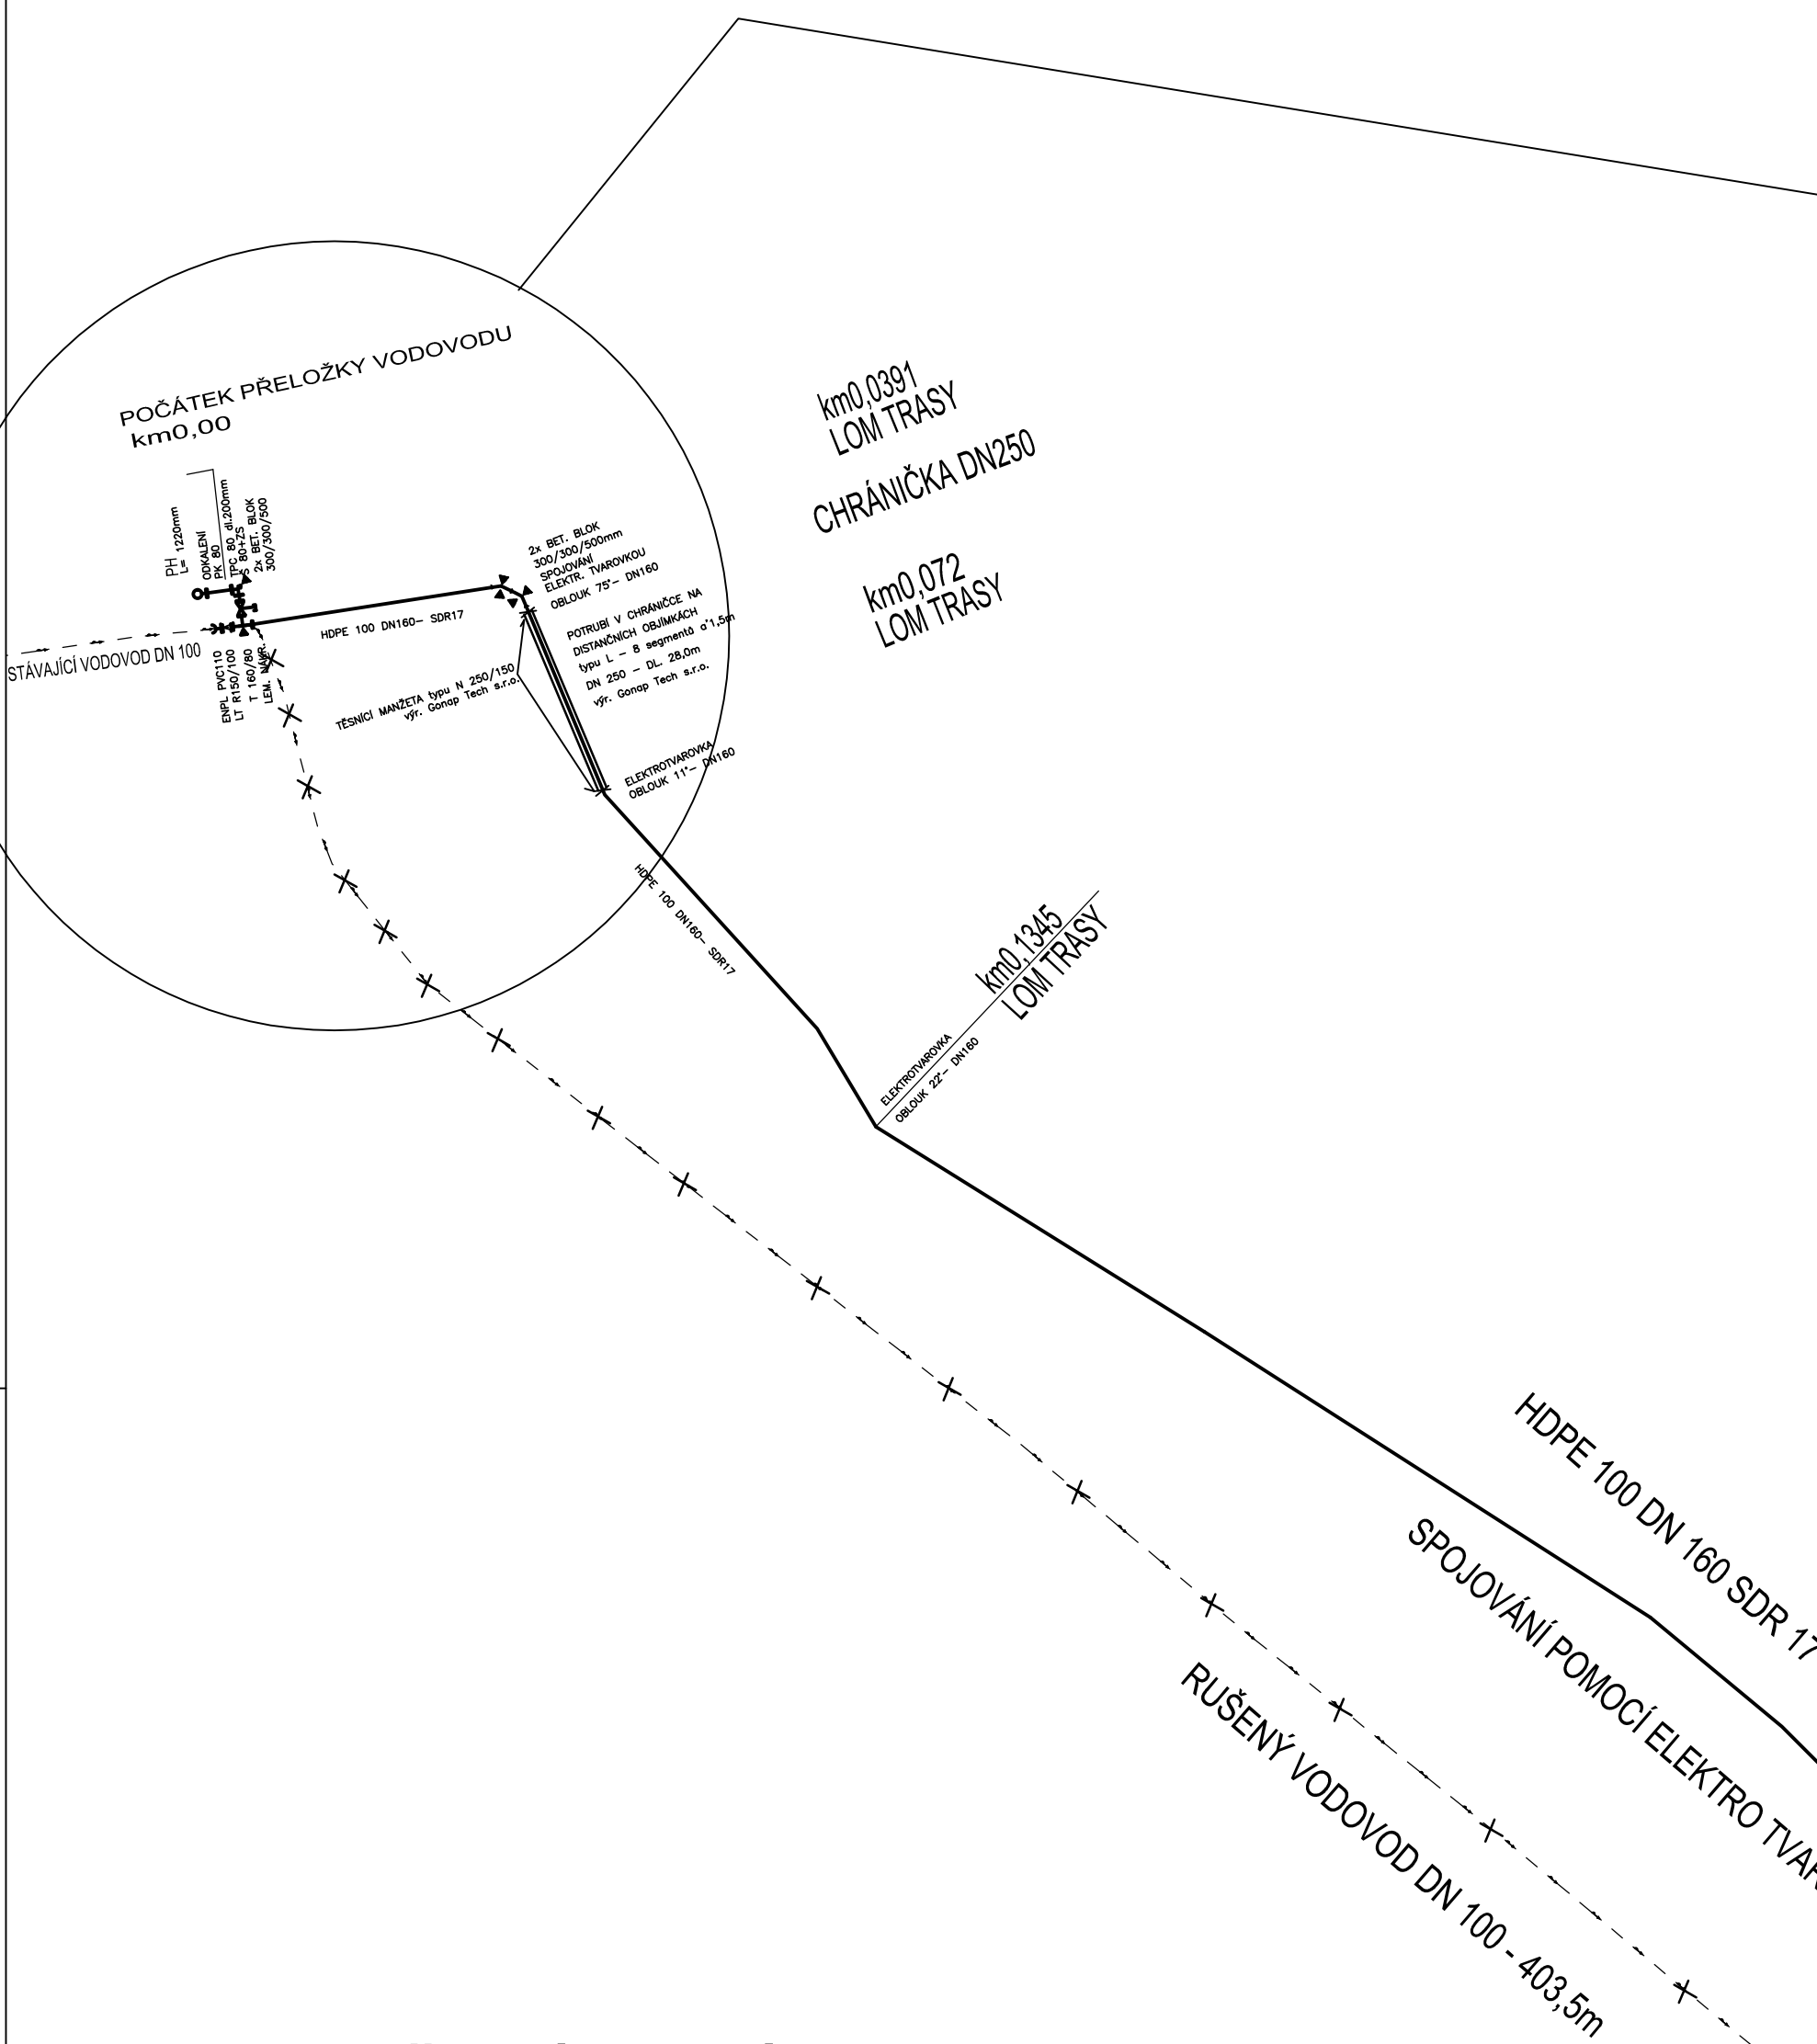 POČÁTEK PŘELOŽKY VODOVODU
km0,00
PH
L= 1220mm
ODKALENÍ
PK 80
TPC 80 dl.200mm
Š 80+ZS
2x BET. BLOK
300/300/500
STÁVAJÍCÍ VODOVOD DN 100
ENPL PVC110
LT R150/100
T 160/80
LEM. NÁKR.
HDPE 100 DN160– SDR17
2x BET. BLOK
300/300/500mm
SPOJOVÁNÍ
ELEKTR. TVAROVKOU
OBLOUK 75°– DN160
POTRUBÍ V CHRÁNIČCE NA
DISTANČNÍCH OBJÍMKÁCH
typu L – 8 segmentů a'1,5m
DN 250 – DL. 28,0m
výr. Gonap Tech s.r.o.
TĚSNÍCÍ MANŽETA typu N 250/150
výr. Gonap Tech s.r.o.
ELEKTROTVAROVKA
OBLOUK 11°– DN160
HDPE 100 DN160– SDR17
km0,0391
LOM TRASY
CHRÁNIČKA DN250
km0,072
LOM TRASY
km0,1345
LOM TRASY
ELEKTROTVAROVKA
OBLOUK 22°– DN160
HDPE 100 DN 160 SDR 17
SPOJOVÁNÍ POMOCÍ ELEKTRO
RUŠENÝ VODOVOD DN 100 - 403,5m